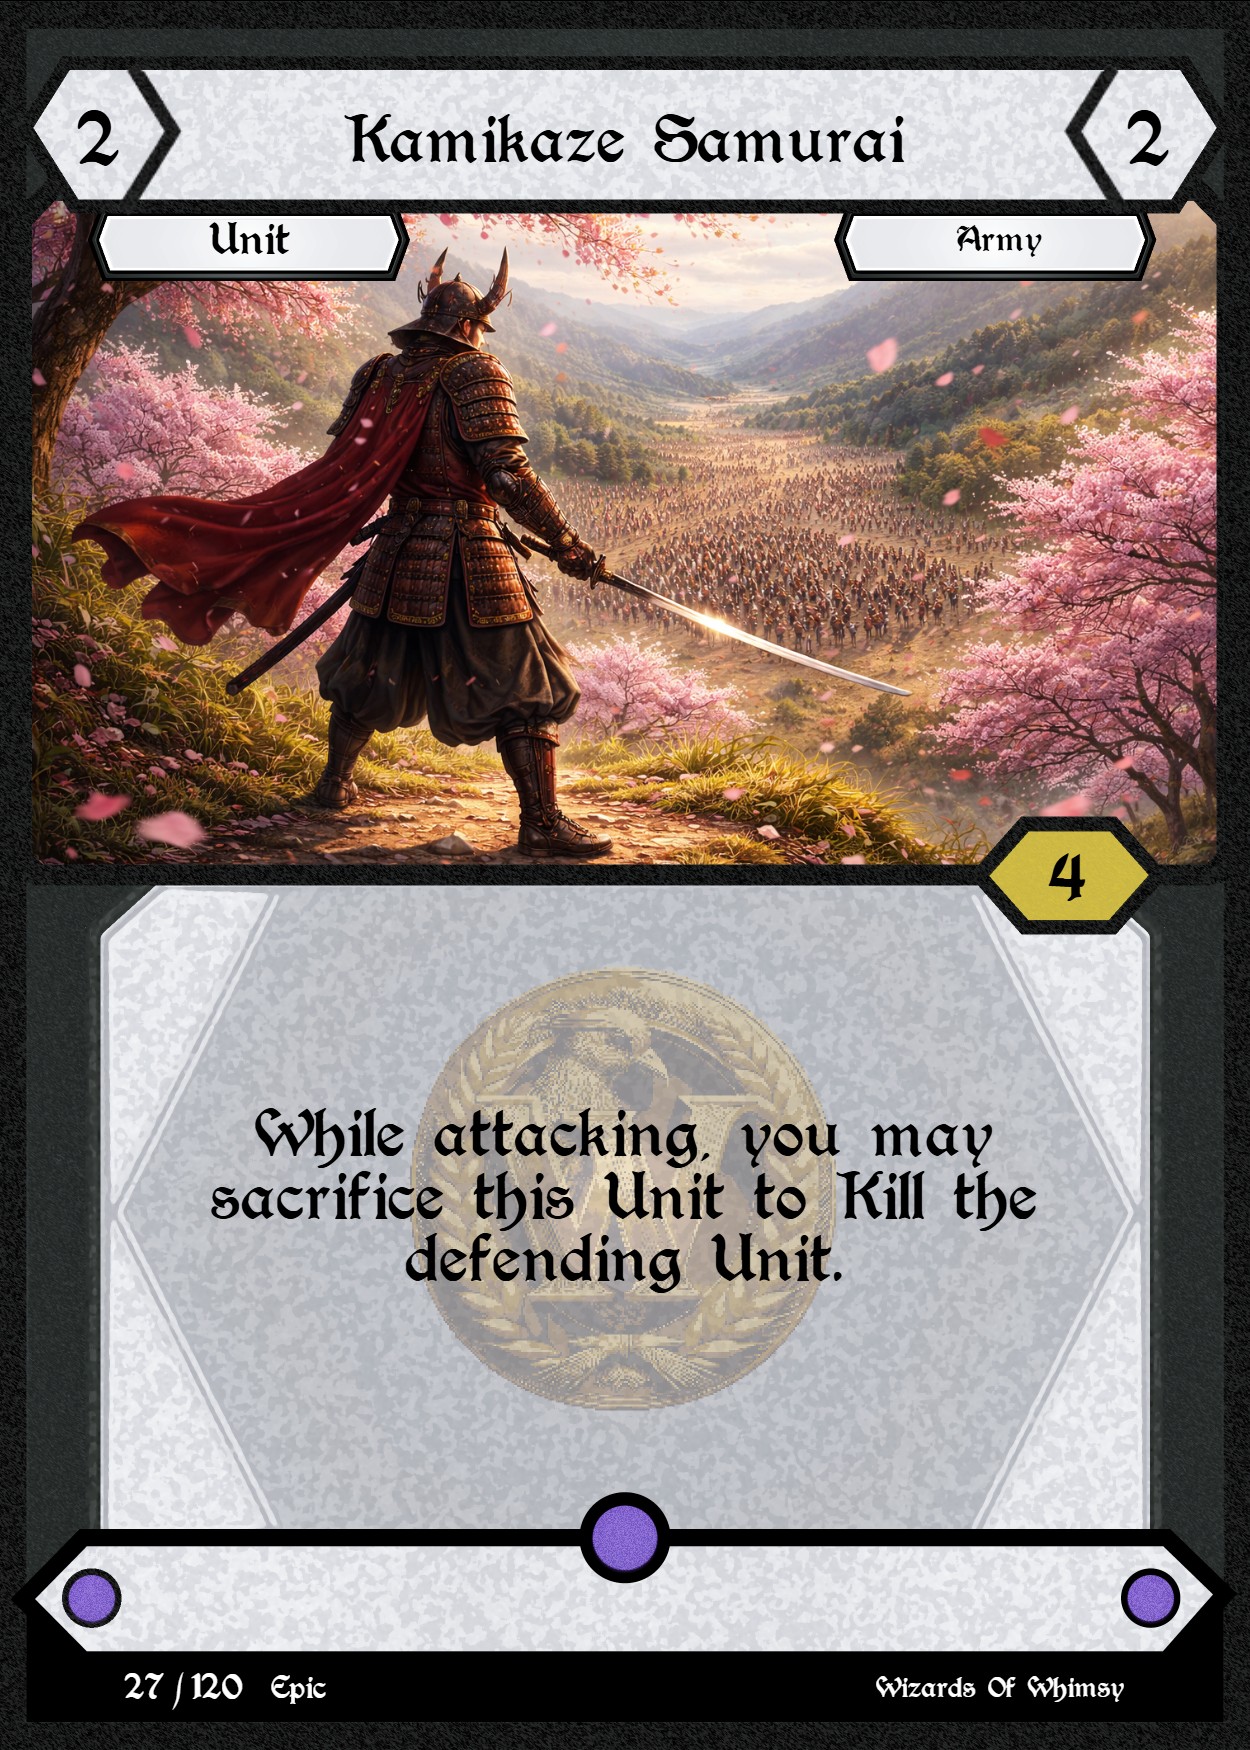 2 Kamikaze Samurai 2
Unit Army
4
While attacking, you may
sacrifice this Unit to Kill the
defending Unit.
W
27 / 120 Epic Wizards Of Whimsy